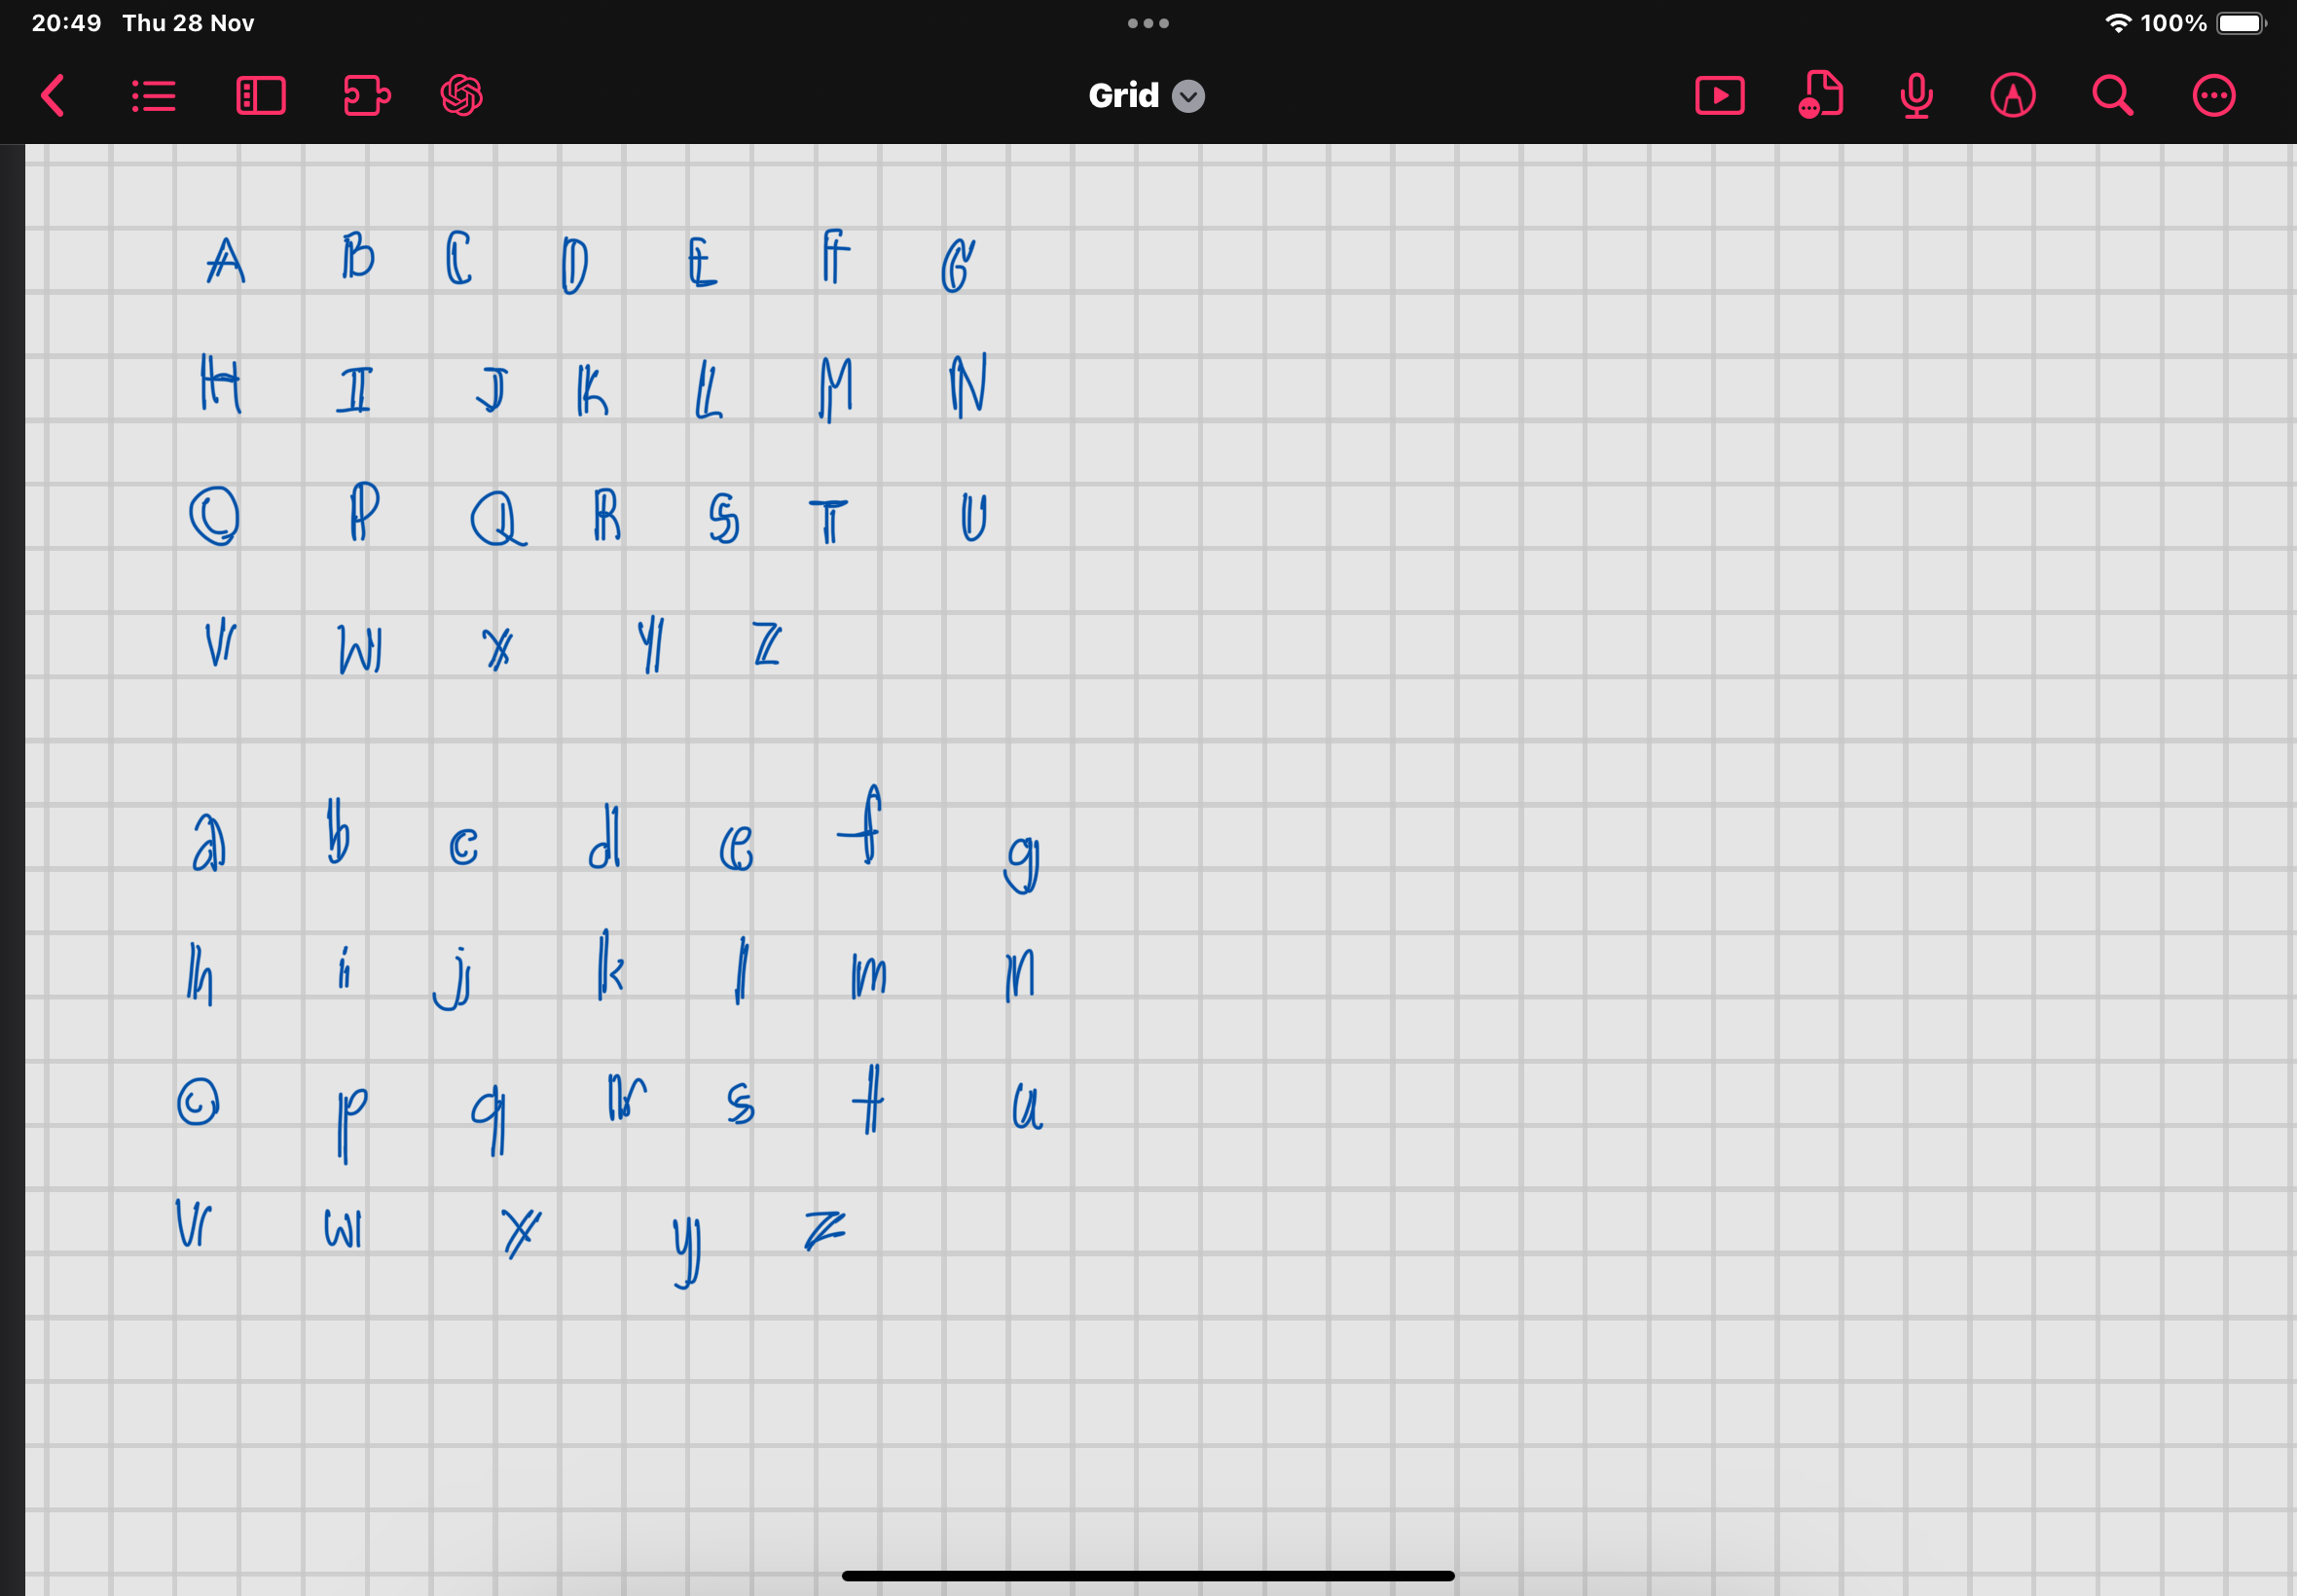 20:49 Thu 28 Nov 100%
Grid
A B C D E F G
H I J K L M N
O P Q R S T U
V W X Y Z
a b c d e f g
h i j k l m n
o p q r s t u
v w x y z